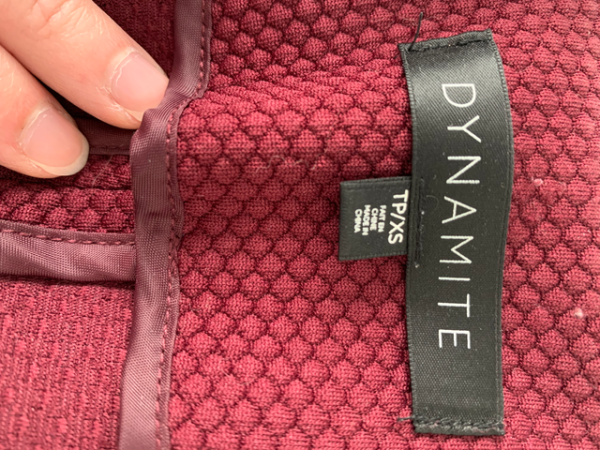 DYNAMITE
TP/XS
FAIT EN
CHINE
MADE IN
CHINA